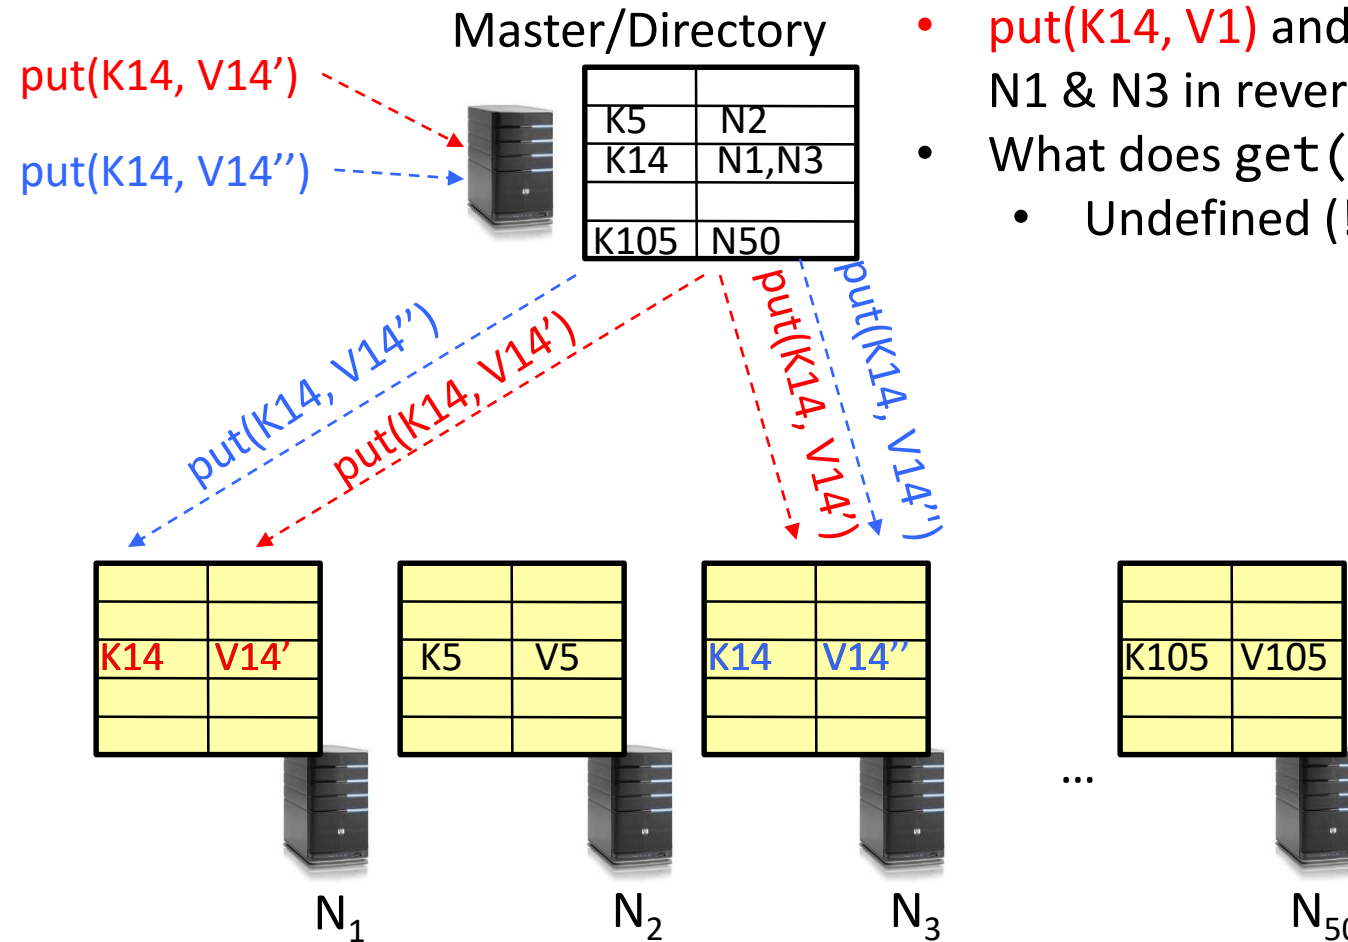 Master/Directory
put(K14, V14’)
put(K14, V14’’)
K5 N2
K14 N1,N3
K105 N50
• put(K14, V1) and
N1 & N3 in rever
• What does get(
• Undefined (!
put(K14, V14’’)
put(K14, V14’)
put(K14, V14’)
put(K14, V14")
K14 V14’
K5 V5
K14 V14’’
K105 V105
...
N1
N2
N3
N50